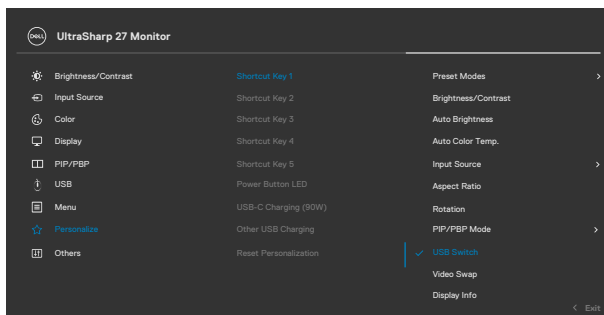 DELL UltraSharp 27 Monitor
Brightness/Contrast
Input Source
Color
Display
PIP/PBP
USB
Menu
Personalize
Others
Shortcut Key 1
Shortcut Key 2
Shortcut Key 3
Shortcut Key 4
Shortcut Key 5
Power Button LED
USB-C Charging (90W)
Other USB Charging
Reset Personalization
Preset Modes
Brightness/Contrast
Auto Brightness
Auto Color Temp.
Input Source
Aspect Ratio
Rotation
PIP/PBP Mode
USB Switch
Video Swap
Display Info
Exit